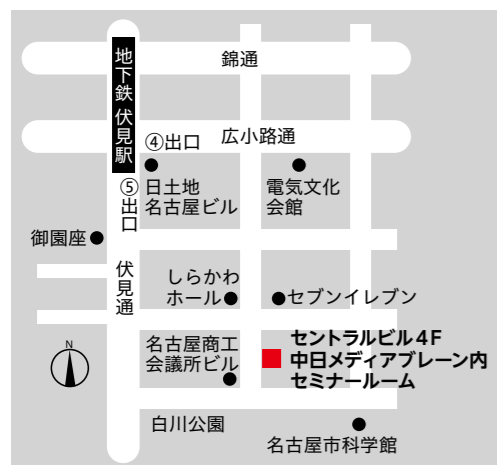 錦通
地下鉄 伏見駅
④出口
広小路通
日土地
名古屋ビル
電気文化
会館
⑤出口
御園座
伏見通
しらかわ
ホール
セブンイレブン
名古屋商工
会議所ビル
セントラルビル4F
中日メディアブレーン内
セミナールーム
N
白川公園
名古屋市科学館